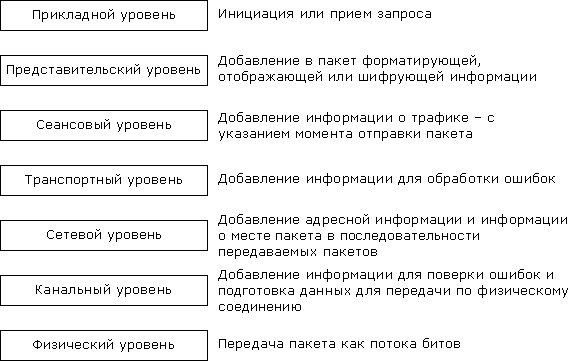 Прикладной уровень
Инициация или прием запроса
Представительский уровень
Добавление в пакет форматирующей,
отображающей или шифрующей информации
Сеансовый уровень
Добавление информации о трафике – с
указанием момента отправки пакета
Транспортный уровень
Добавление информации для обработки ошибок
Сетевой уровень
Добавление адресной информации и информации
о месте пакета в последовательности
передаваемых пакетов
Канальный уровень
Добавление информации для поверки ошибок и
подготовка данных для передачи по физическому
соединению
Физический уровень
Передача пакета как потока битов